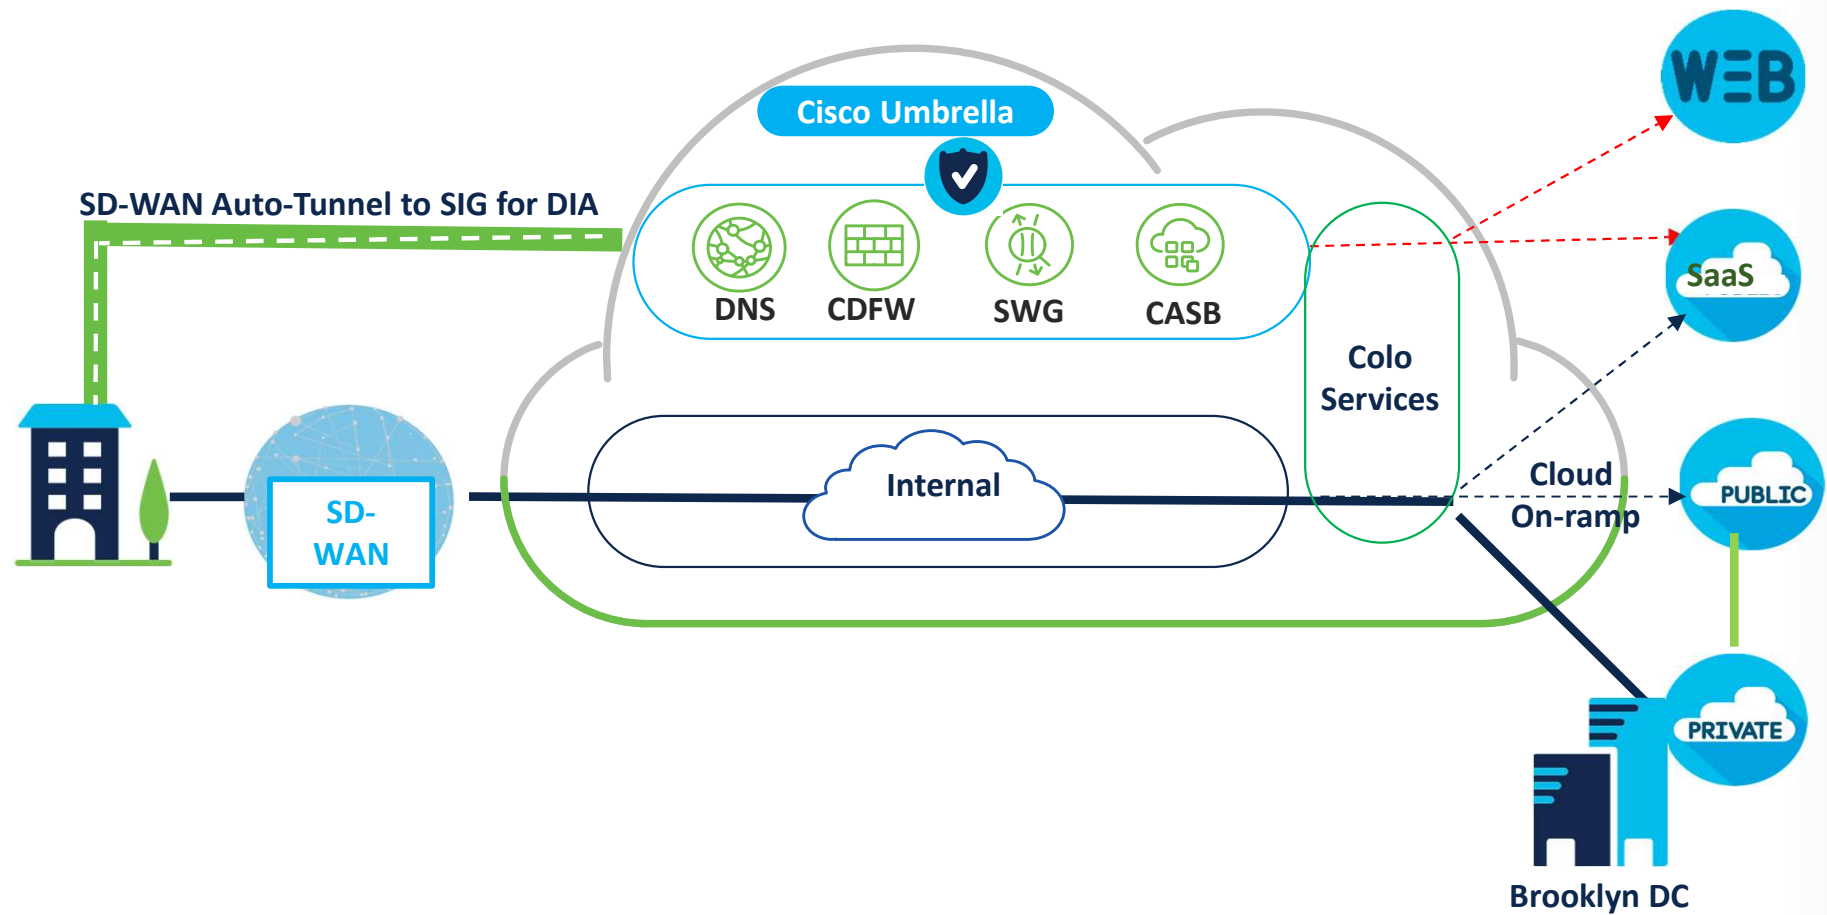 WEB
Cisco Umbrella
SD-WAN Auto-Tunnel to SIG for DIA
SaaS
DNS
CDFW
SWG
CASB
Colo
Services
Internal
Cloud
On-ramp
PUBLIC
SD-
WAN
PRIVATE
Brooklyn DC